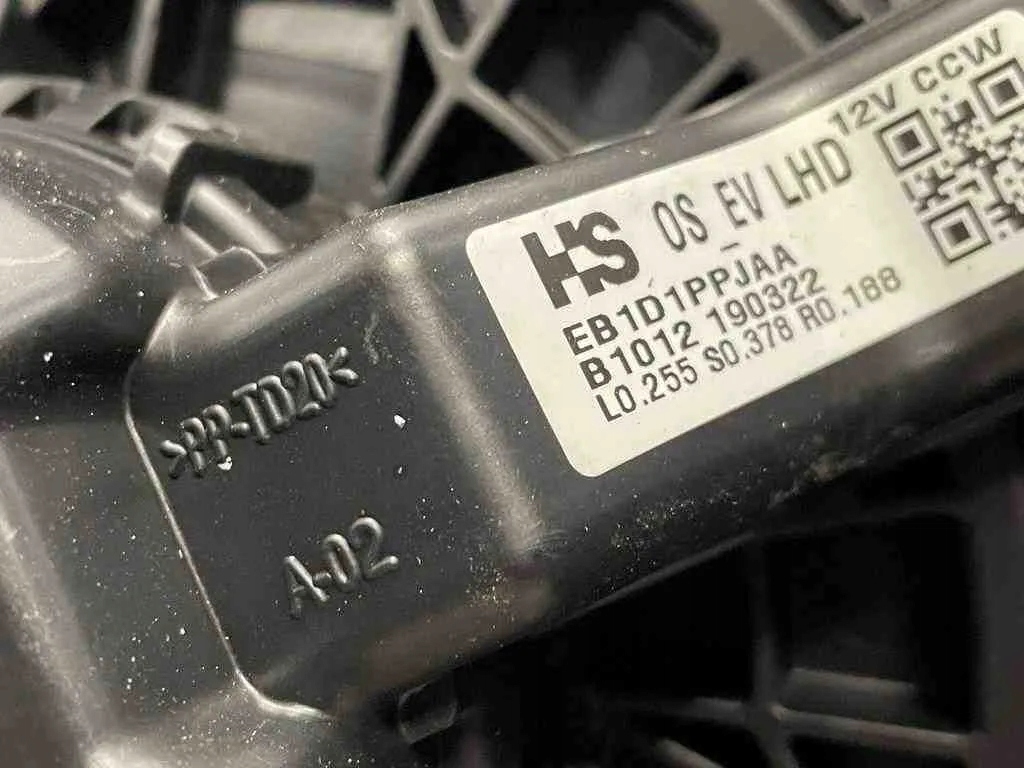 12V CCW
HS OS_EV LHD
EB1D1PPJAA
B1012 190322
L0.255 S0.378 R0.188
>PP-TD20<
A-02